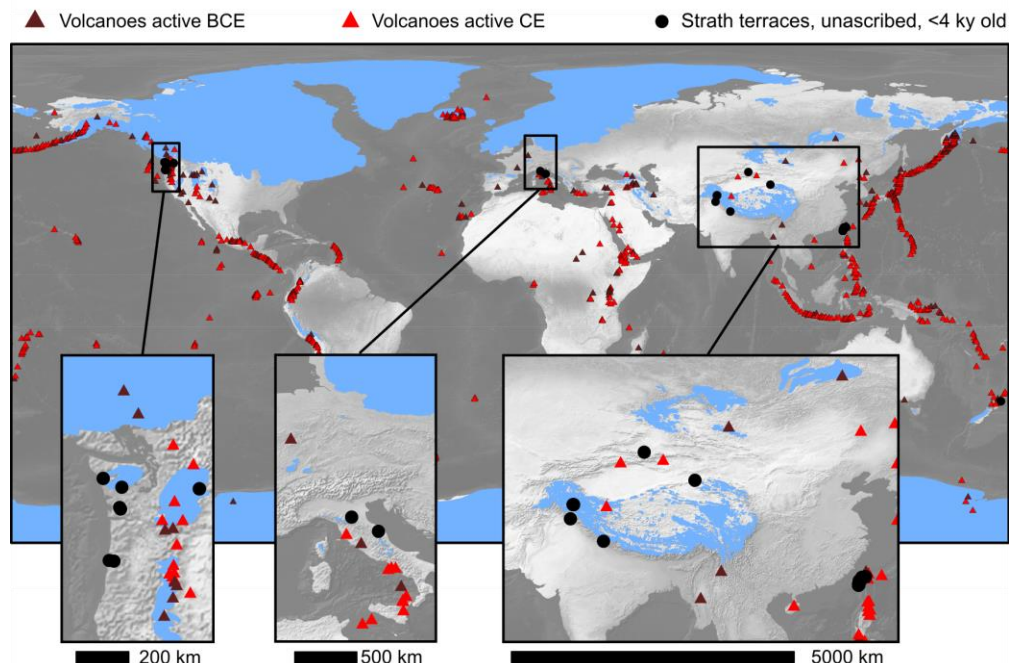 Volcanoes active BCE
Volcanoes active CE
Strath terraces, unascribed, <4 ky old
200 km
500 km
5000 km